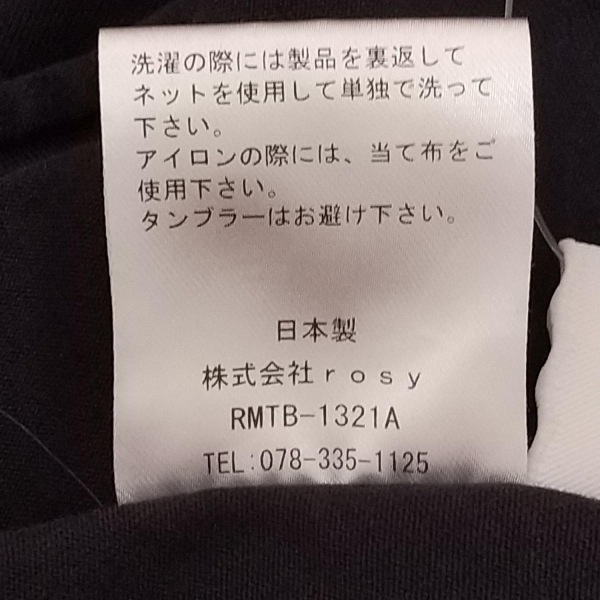 洗濯の際には製品を裏返して
ネットを使用して単独で洗って
下さい。
アイロンの際には、当て布をご
使用下さい。
タンブラーはお避け下さい。
日本製
株式会社ｒｏｓｙ
RMTB-1321A
TEL:078-335-1125